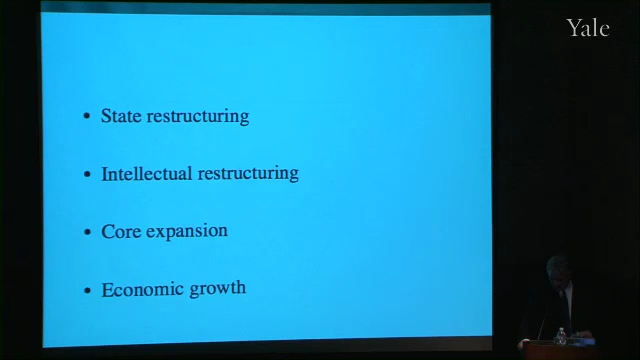 Yale
• State restructuring
• Intellectual restructuring
• Core expansion
• Economic growth